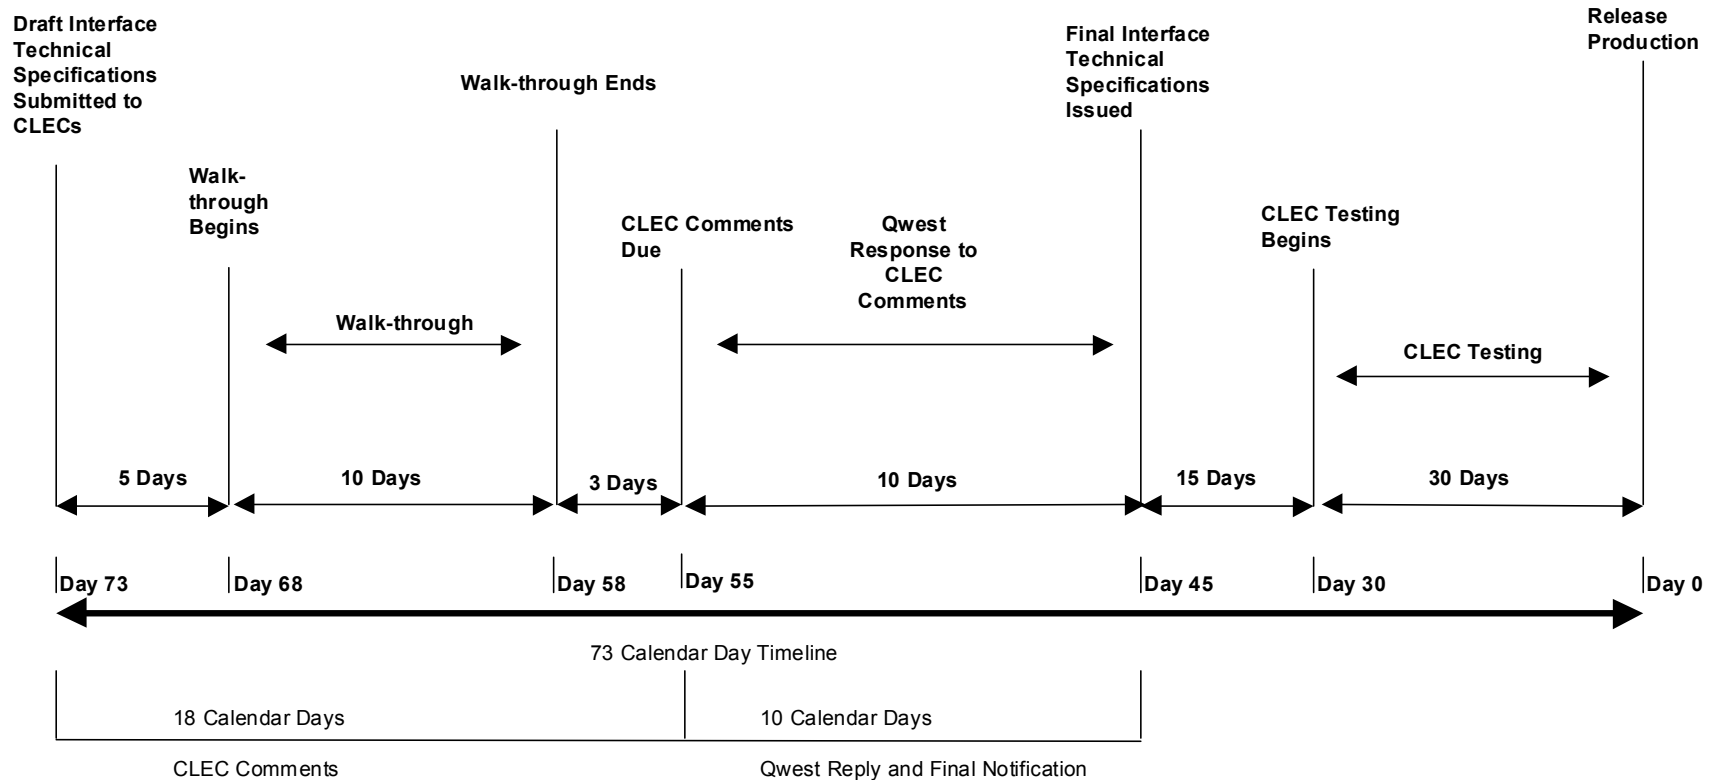 Draft Interface
Technical
Specifications
Submitted to
CLECs
Walk-
through
Begins
Walk-through Ends
CLEC Comments
Due
Qwest
Response to
CLEC
Comments
Final Interface
Technical
Specifications
Issued
CLEC Testing
Begins
Release
Production
Walk-through
CLEC Testing
5 Days
10 Days
3 Days
10 Days
15 Days
30 Days
Day 73
Day 68
Day 58
Day 55
Day 45
Day 30
Day 0
73 Calendar Day Timeline
18 Calendar Days
10 Calendar Days
CLEC Comments
Qwest Reply and Final Notification